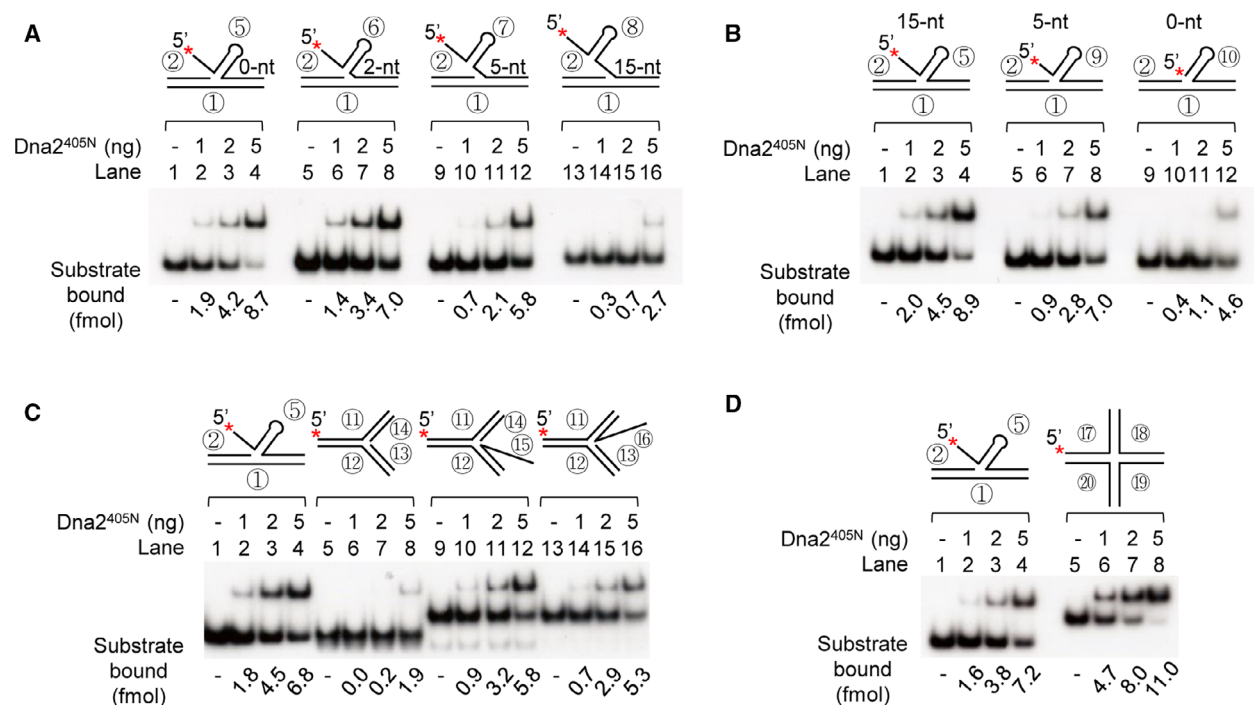 A
5' ⑤ 5' ⑥ 5' ⑦ 5' ⑧
* * * *
② 0-nt ② 2-nt ② 5-nt ② 15-nt
① ① ① ①
Dna2405N (ng) - 1 2 5 - 1 2 5 - 1 2 5 - 1 2 5
Lane 1 2 3 4 5 6 7 8 9 10 11 12 13 14 15 16
Substrate
bound
(fmol)
- 1.9 4.2 8.7 - 1.4 3.4 7.0 - 0.7 2.1 5.8 - 0.3 0.7 2.7
B
15-nt 5-nt 0-nt
5' ⑤ 5' ⑨ 5' ⑩
* * *
② ② ②
① ① ①
Dna2405N (ng) - 1 2 5 - 1 2 5 - 1 2 5
Lane 1 2 3 4 5 6 7 8 9 10 11 12
Substrate
bound
(fmol)
- 2.0 4.5 8.9 - 0.9 2.8 7.0 - 0.4 1.1 4.6
C
5' ⑤ 5' ⑪ ⑭ 5' ⑪ ⑭ 5' ⑪ ⑯
* * * *
② ⑫ ⑬ ⑫ ⑮ ⑫ ⑬
①
Dna2405N (ng) - 1 2 5 - 1 2 5 - 1 2 5 - 1 2 5
Lane 1 2 3 4 5 6 7 8 9 10 11 12 13 14 15 16
Substrate
bound
(fmol)
- 1.8 4.5 6.8 - 0.0 0.2 1.9 - 0.9 3.2 5.8 - 0.7 2.9 5.3
D
5' ⑤ ⑰ ⑱
* 5' *
② ⑳ ⑲
①
Dna2405N (ng) - 1 2 5 - 1 2 5
Lane 1 2 3 4 5 6 7 8
Substrate
bound
(fmol)
- 1.6 3.8 7.2 - 4.7 8.0 11.0